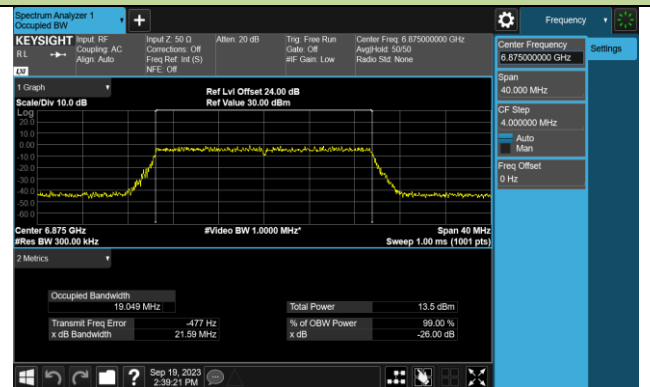 Spectrum Analyzer 1
Occupied BW
Frequency
KEYSIGHT
RL
LXI
Input: RF
Coupling: AC
Align: Auto
Input Z: 50 Ω
Corrections: Off
Freq Ref: Int (S)
NFE: Off
Atten: 20 dB
Trig: Free Run
Gate: Off
#IF Gain: Low
Center Freq: 6.875000000 GHz
Avg|Hold: 50/50
Radio Std: None
Center Frequency
6.875000000 GHz
Settings
Span
40.000 MHz
CF Step
4.000000 MHz
Auto
Man
Freq Offset
0 Hz
1 Graph
Scale/Div 10.0 dB
Ref Lvl Offset 24.00 dB
Ref Value 30.00 dBm
Log
20.0
10.0
0.00
-10.0
-20.0
-30.0
-40.0
-50.0
-60.0
Center 6.875 GHz
#Res BW 300.00 kHz
#Video BW 1.0000 MHz*
Span 40 MHz
Sweep 1.00 ms (1001 pts)
2 Metrics
Occupied Bandwidth
19.049 MHz
Total Power 13.5 dBm
Transmit Freq Error -477 Hz
% of OBW Power 99.00 %
x dB Bandwidth 21.59 MHz
x dB -26.00 dB
?
Sep 19, 2023
2:39:21 PM